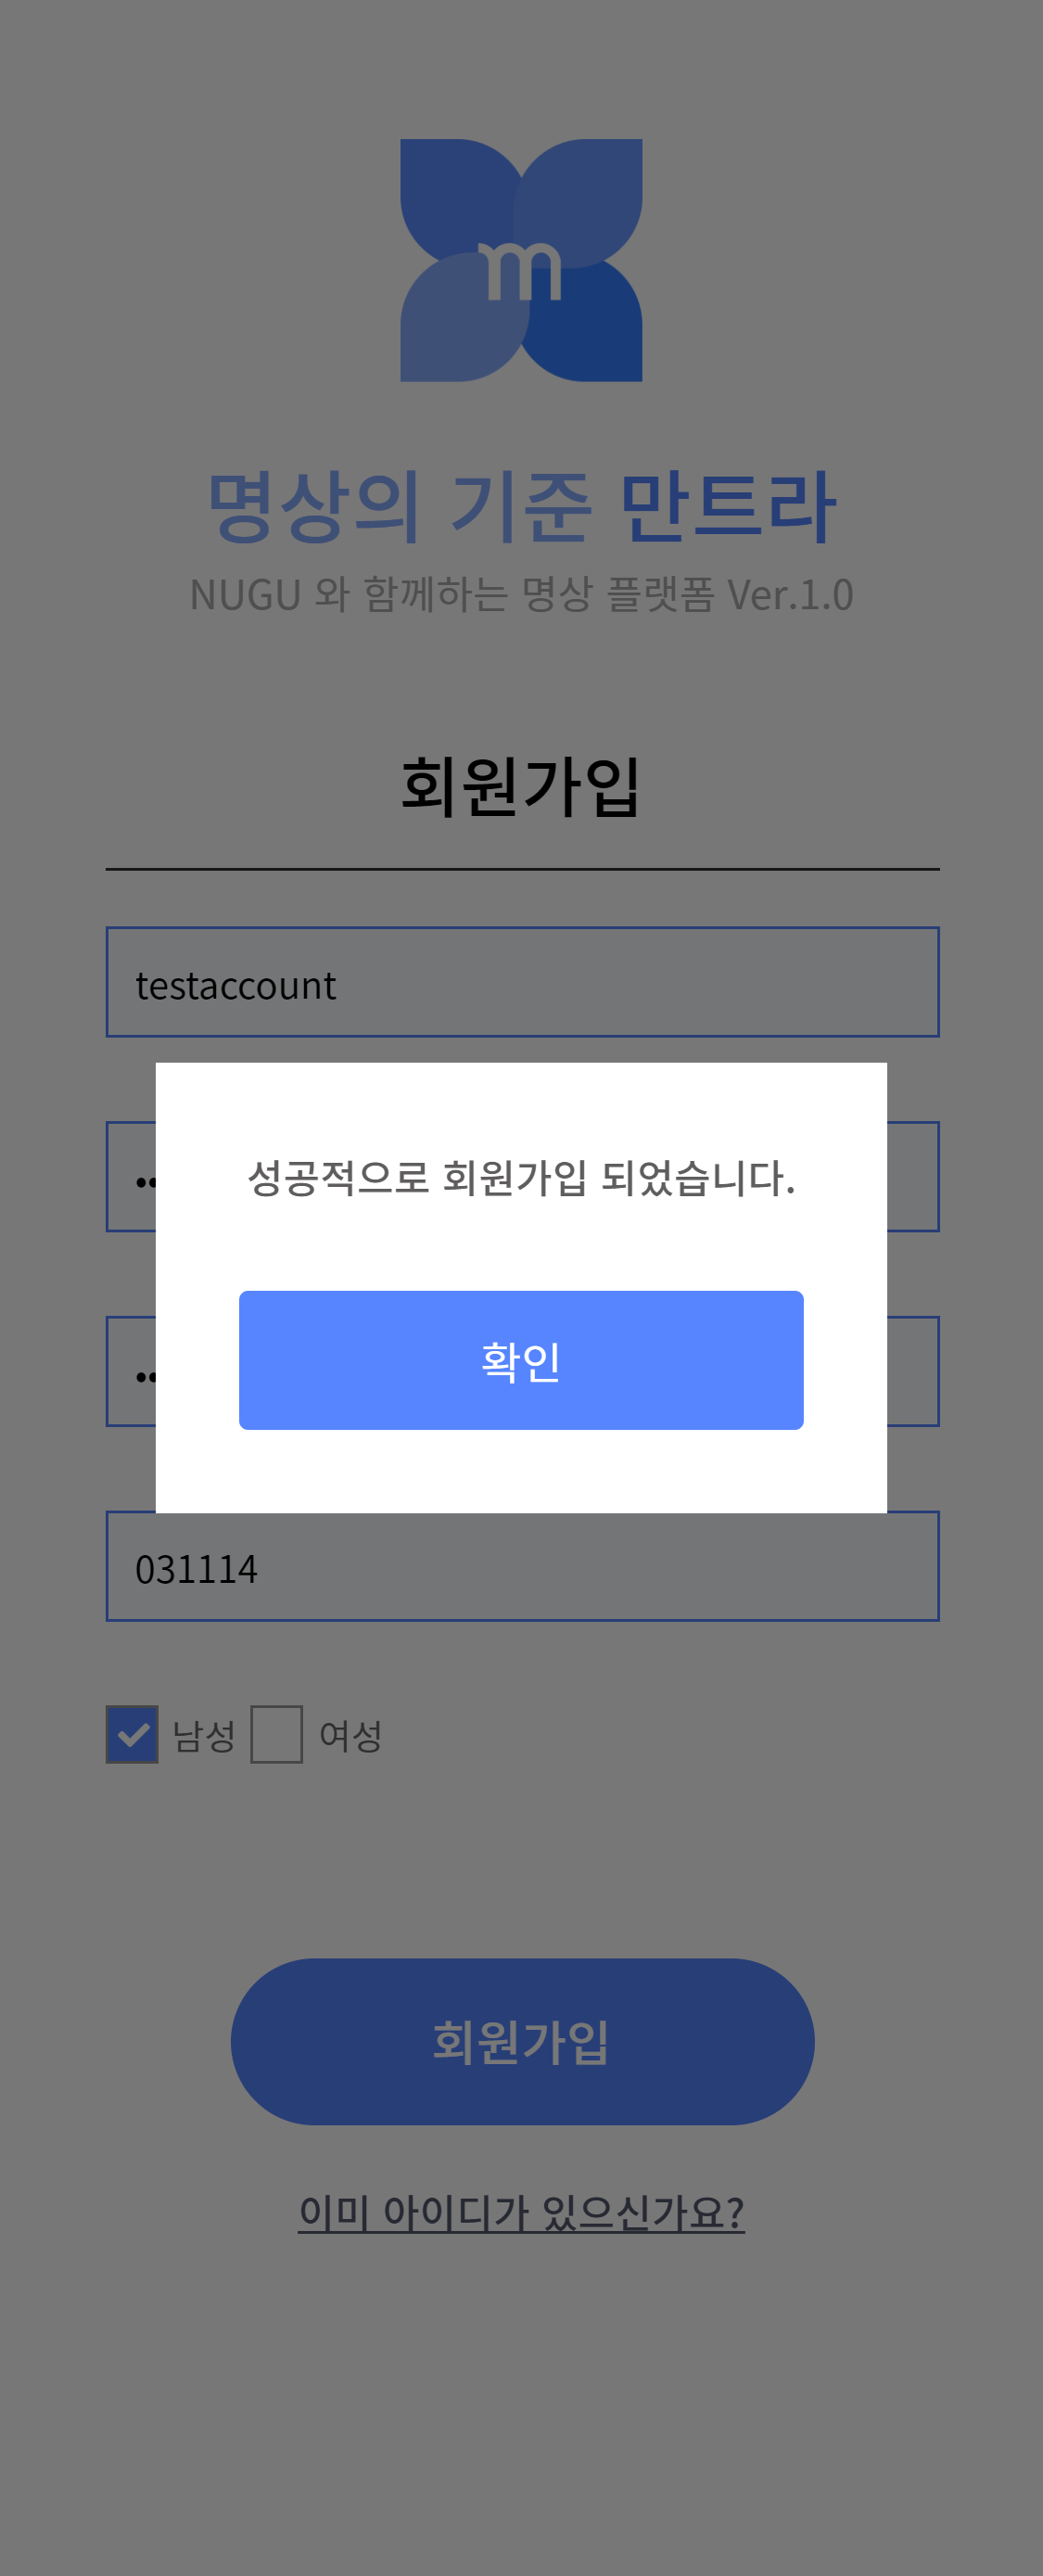 m
명상의 기준 만트라
NUGU 와 함께하는 명상 플랫폼 Ver.1.0
회원가입
testaccount
성공적으로 회원가입 되었습니다.
확인
031114
남성 여성
회원가입
이미 아이디가 있으신가요?